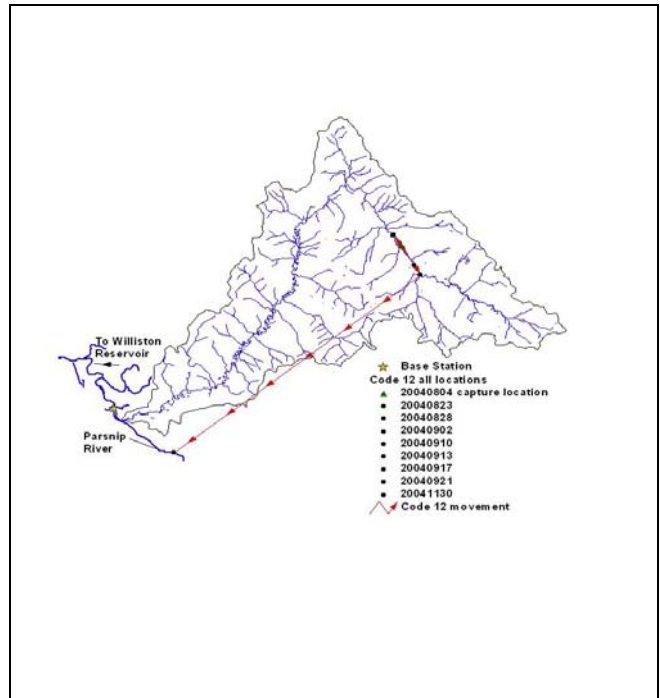 To Williston
Reservoir
Parsnip
River
Base Station
Code 12 all locations
20040804 capture location
20040823
20040828
20040902
20040910
20040913
20040917
20040921
20041130
Code 12 movement